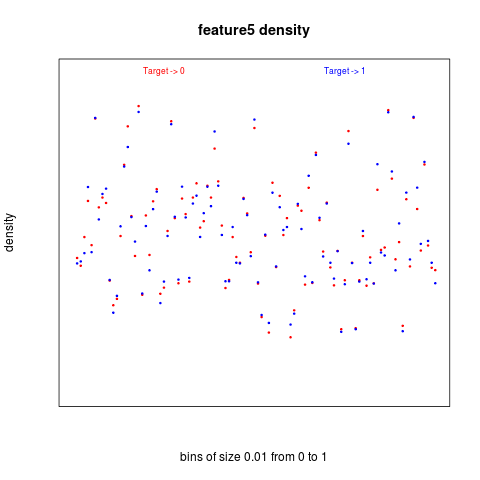 feature5 density
Target -> 0
Target -> 1
density
bins of size 0.01 from 0 to 1